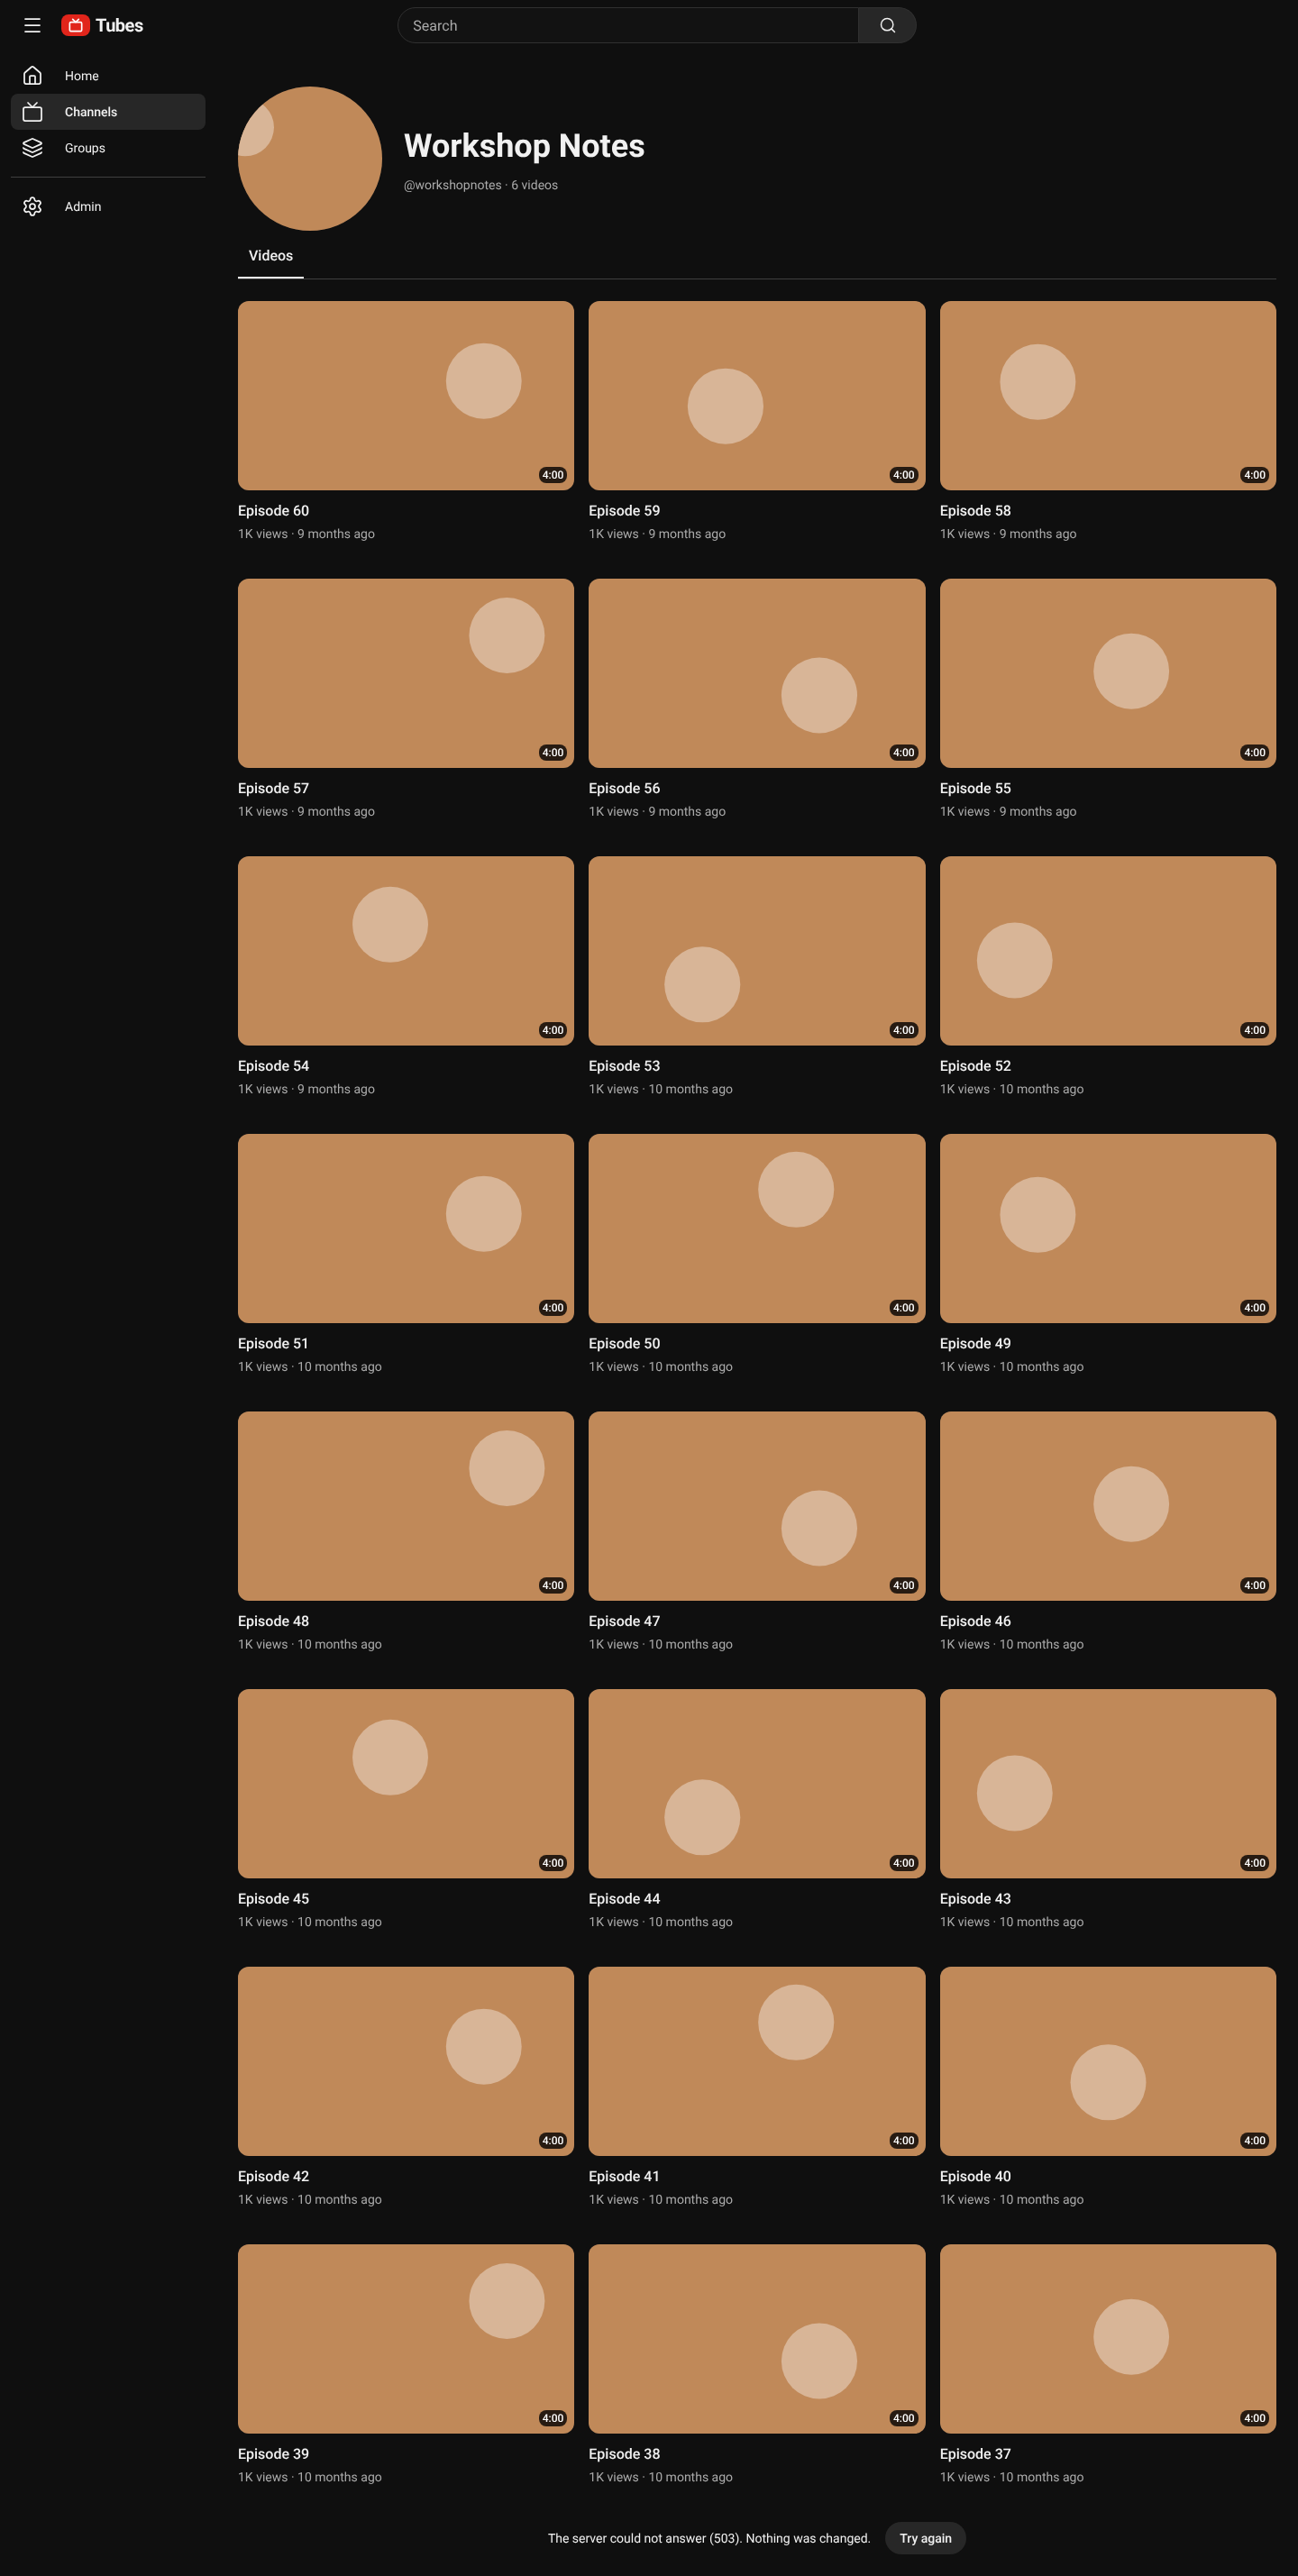 Tubes
Search
Home
Channels
Groups
Admin
Workshop Notes
@workshopnotes · 6 videos
Videos
4:00 4:00 4:00
Episode 60 Episode 59 Episode 58
1K views · 9 months ago 1K views · 9 months ago 1K views · 9 months ago
4:00 4:00 4:00
Episode 57 Episode 56 Episode 55
1K views · 9 months ago 1K views · 9 months ago 1K views · 9 months ago
4:00 4:00 4:00
Episode 54 Episode 53 Episode 52
1K views · 9 months ago 1K views · 10 months ago 1K views · 10 months ago
4:00 4:00 4:00
Episode 51 Episode 50 Episode 49
1K views · 10 months ago 1K views · 10 months ago 1K views · 10 months ago
4:00 4:00 4:00
Episode 48 Episode 47 Episode 46
1K views · 10 months ago 1K views · 10 months ago 1K views · 10 months ago
4:00 4:00 4:00
Episode 45 Episode 44 Episode 43
1K views · 10 months ago 1K views · 10 months ago 1K views · 10 months ago
4:00 4:00 4:00
Episode 42 Episode 41 Episode 40
1K views · 10 months ago 1K views · 10 months ago 1K views · 10 months ago
4:00 4:00 4:00
Episode 39 Episode 38 Episode 37
1K views · 10 months ago 1K views · 10 months ago 1K views · 10 months ago
The server could not answer (503). Nothing was changed. Try again